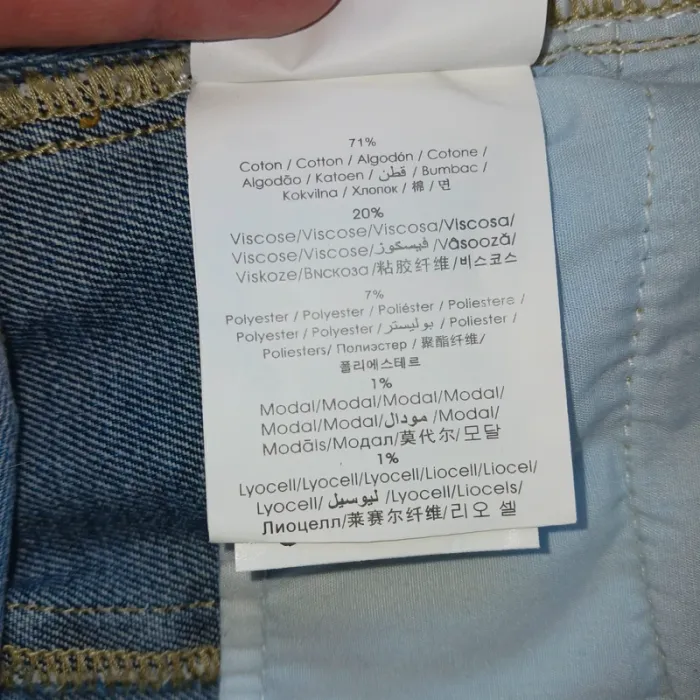 71%
Coton / Cotton / Algodón / Cotone /
Algodão / Katoen / قطن / Bumbac /
Kokvilna / Хлопок / 棉 / 면
20%
Viscose/Viscose/Viscosa/Viscosa/
Viscose/Viscose/فيسكوز /Vâsooză/
Viskoze/Вnскоза /粘胶纤维/비스코스
7%
Polyester / Polyester / Poliéster / Poliestere /
Polyester / Polyester / بوليستر / Poliester /
Poliesters/ Полиэстер / 聚酯纤维/
폴리에스테르
1%
Modal/Modal/Modal/Modal/
Modal/Modal/مودال /Modal/
Modāls/Модал/莫代尔/모달
1%
Lyocell/Lyocell/Lyocell/Liocell/Liocel/
Lyocell/ ليوسيل /Lyocell/Liocels/
Лиоцелл/莱赛尔纤维/리오 셀